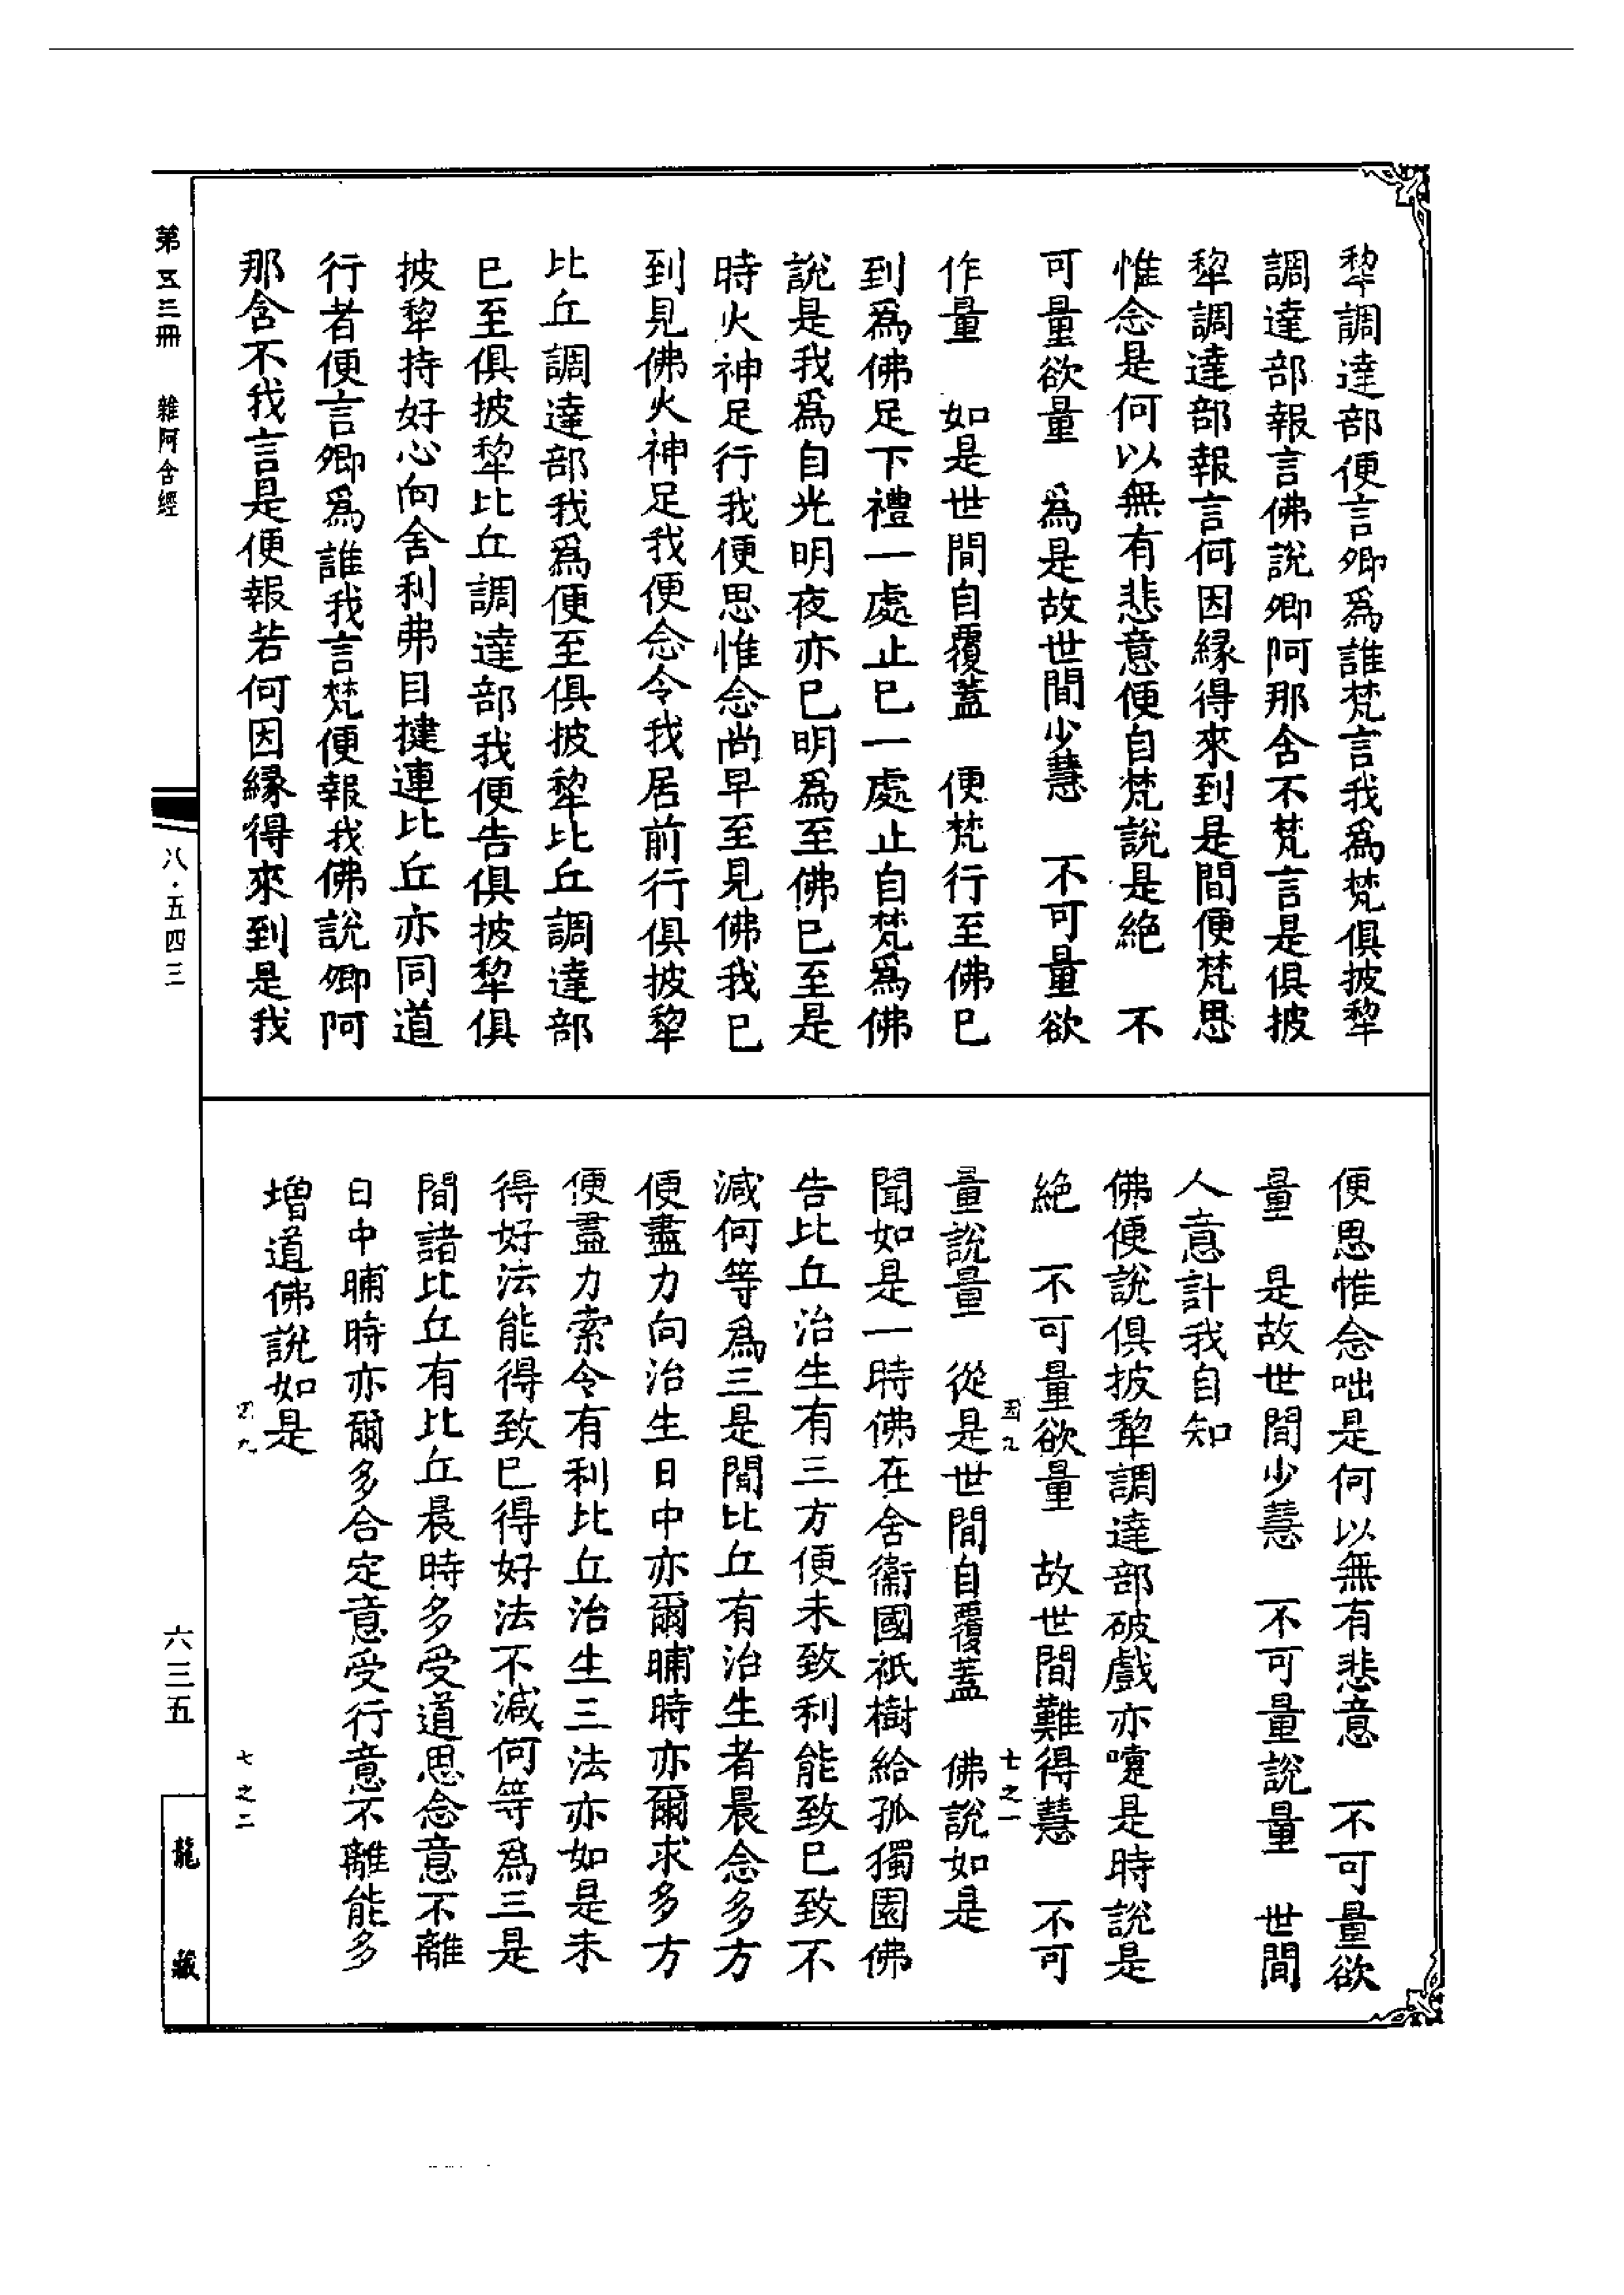 犂調達部便言卿爲誰梵言我爲梵俱披犂
調達部報言佛說卿阿那含不梵言是俱披
犂調達部報言何因緣得來到是間便梵思
惟念是何以無有悲意便自梵說是絕　不
可量欲量　爲是故世間少慧　不可量欲
作量　如是世間自覆蓋　便梵行至佛已
到爲佛足下禮一處止已一處止自梵爲佛
說是我爲自光明夜亦已明爲至佛已至是
時火神足行我便思惟念尚早至見佛我已
到見佛火神足我便念令我居前行俱披犂
比丘調達部我爲便至俱披犂比丘調達部
已至俱披犂比丘調達部我便告俱披犂俱
披犂持好心向舍利弗目揵連比丘亦同道
行者便言卿爲誰我言梵便報我佛說卿阿
那含不我言是便報若何因緣得來到是我
便思惟念咄是何以無有悲意　不可量欲
量　是故世間少慧　不可量說量　世間
人意計我自知
佛便說俱披犂調達部破戲亦嚏是時說是
絕　不可量欲量　故世間難得慧　不可
國九　七之一
量說量　從是世間自覆蓋　佛說如是
聞如是一時佛在舍衞國祇樹給孤獨園佛
告比丘治生有三方便未致利能致已致不
減何等爲三是聞比丘有治生者晨念多方
便盡力向治生日中亦爾晡時亦爾求多方
便盡力索令有利比丘治生三法亦如是未
得好法能得致已得好法不減何等爲三是
間諸比丘有比丘晨時多受道思念意不離
日中晡時亦爾多合定意受行意不離能多
增道佛說如是
國九　七之二
第五三冊　雜阿含經
八·五四三
六三五
龍藏